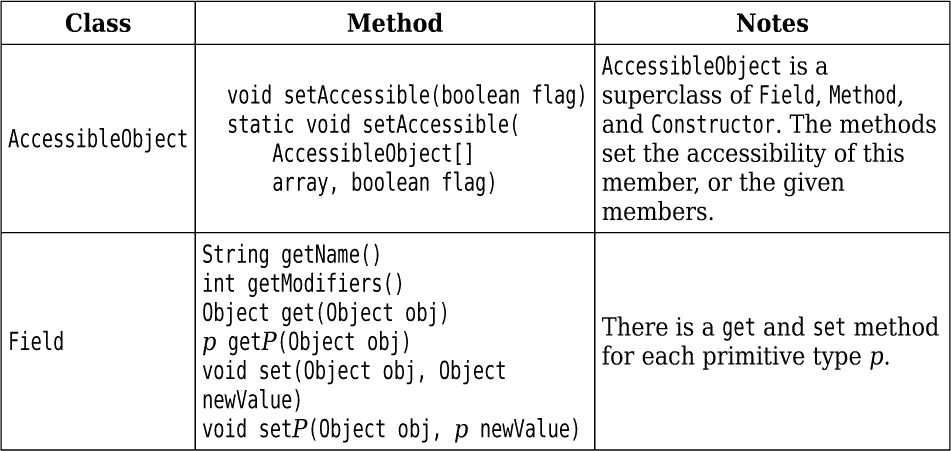 Class Method Notes
AccessibleObject
void setAccessible(boolean flag)
static void setAccessible(
AccessibleObject[]
array, boolean flag)
AccessibleObject is a
superclass of Field, Method,
and Constructor. The methods
set the accessibility of this
member, or the given
members.
Field
String getName()
int getModifiers()
Object get(Object obj)
p getP(Object obj)
void set(Object obj, Object
newValue)
void setP(Object obj, p newValue)
There is a get and set method
for each primitive type p.